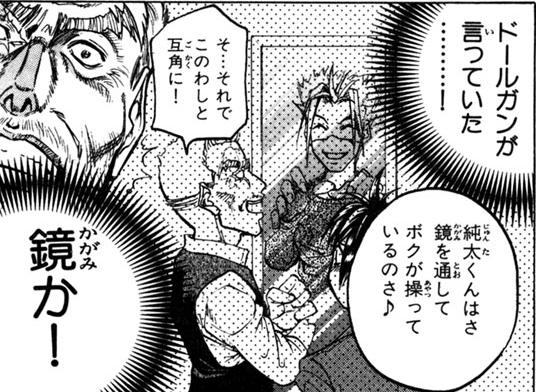 ドールガンが
言っていた
………！
そ…それで
このわしと
互角に！
純太くんはさ
鏡を通して
ボクが操って
いるのさ♪
鏡か！